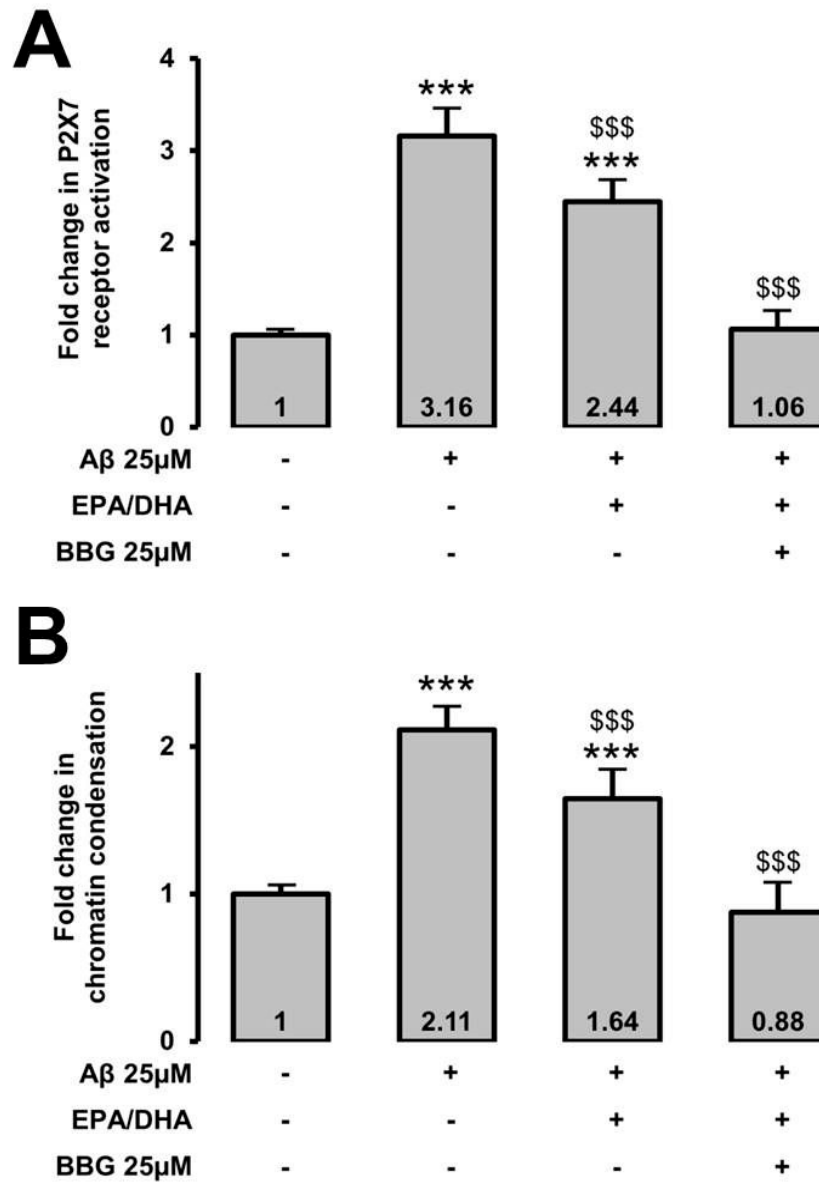 A
Fold change in P2X7
receptor activation
4
3
2
1
0
***
$$$
***
$$$
1 3.16 2.44 1.06
Aβ 25µM - + + +
EPA/DHA - - + +
BBG 25µM - - - +
B
Fold change in
chromatin condensation
2
1
0
***
$$$
***
$$$
1 2.11 1.64 0.88
Aβ 25µM - + + +
EPA/DHA - - + +
BBG 25µM - - - +